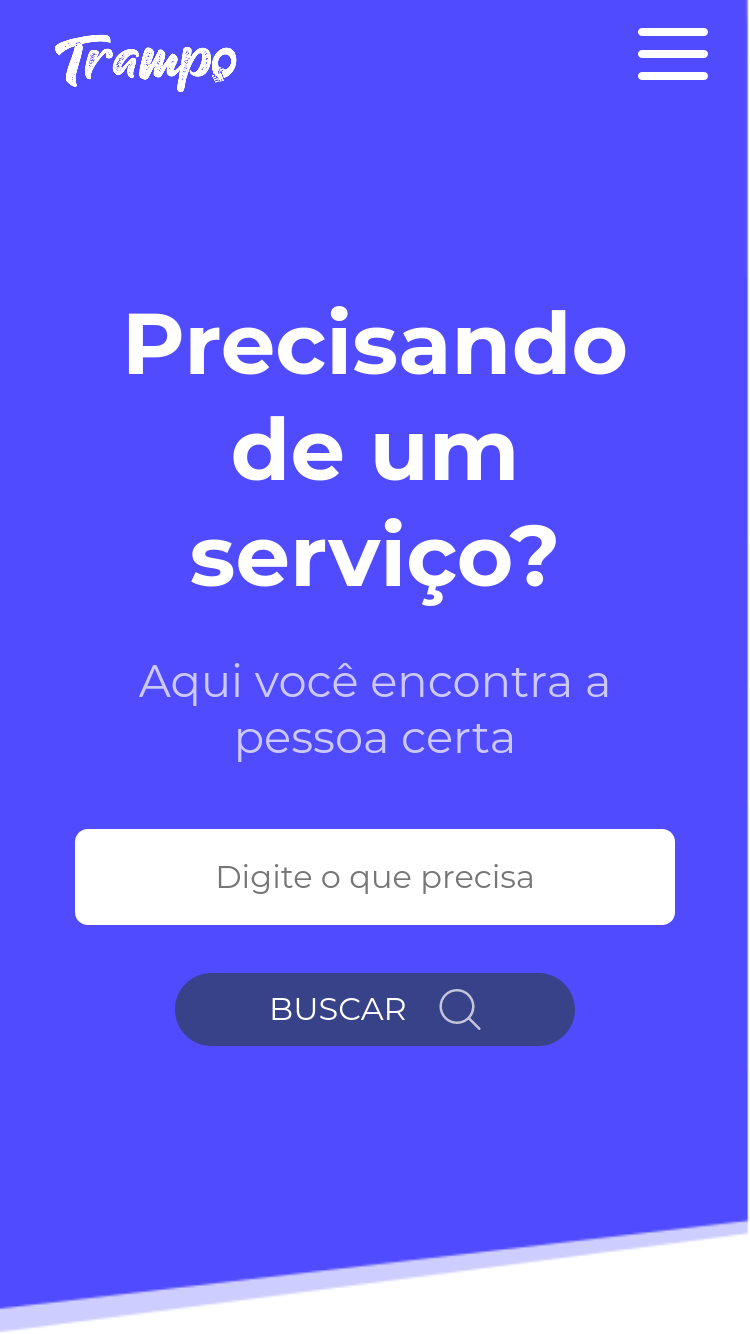 Trampo
Precisando
de um
serviço?
Aqui você encontra a
pessoa certa
Digite o que precisa
BUSCAR